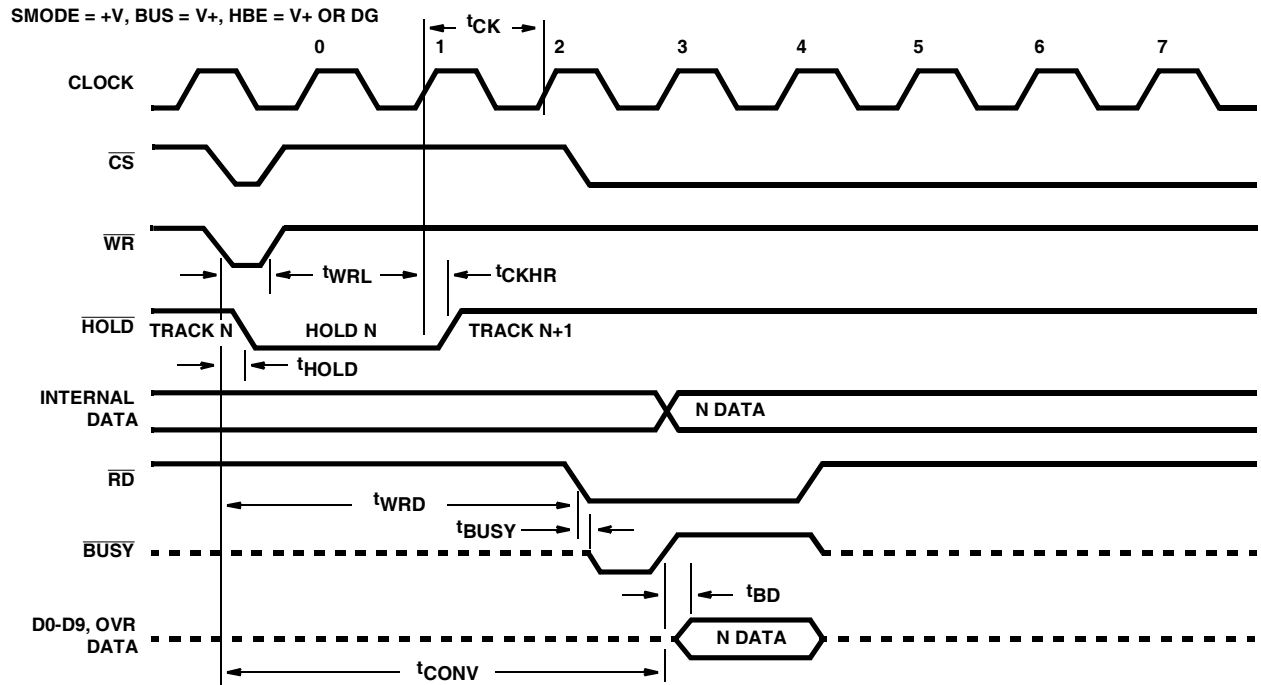 SMODE = +V, BUS = V+, HBE = V+ OR DG
tCK
0 1 2 3 4 5 6 7
CLOCK
CS
WR
tWRL
tCKHR
HOLD
TRACK N
HOLD N
TRACK N+1
tHOLD
INTERNAL
DATA
N DATA
RD
tWRD
tBUSY
BUSY
tBD
D0-D9, OVR
DATA
N DATA
tCONV